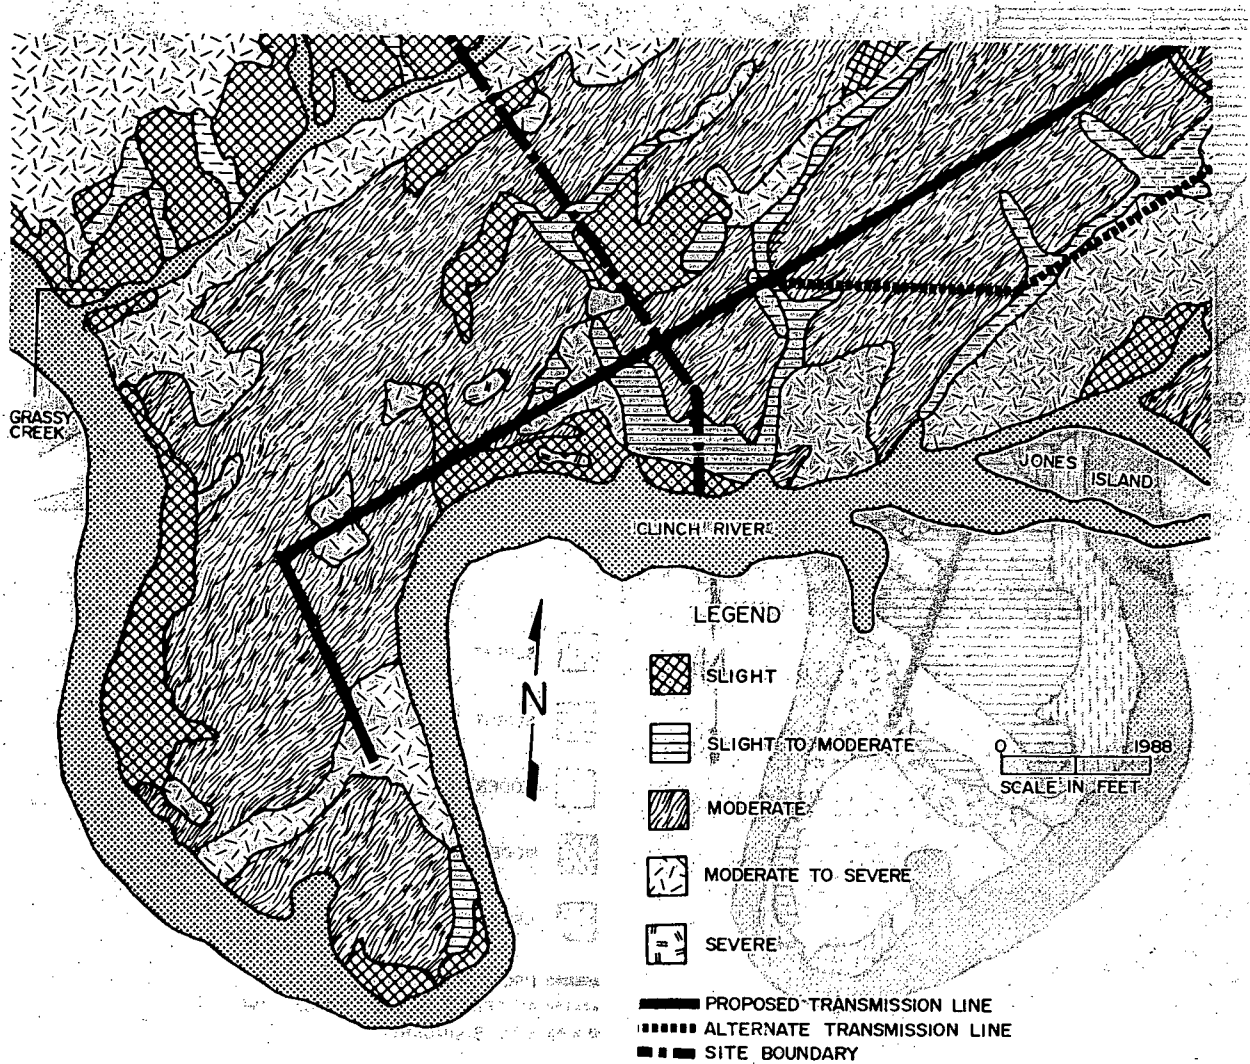 GRASSY
CREEK
JONES
ISLAND
CLINCH RIVER
LEGEND
SLIGHT
N
SLIGHT TO MODERATE
0 1988
SCALE IN FEET
MODERATE
MODERATE TO SEVERE
SEVERE
PROPOSED TRANSMISSION LINE
ALTERNATE TRANSMISSION LINE
SITE BOUNDARY